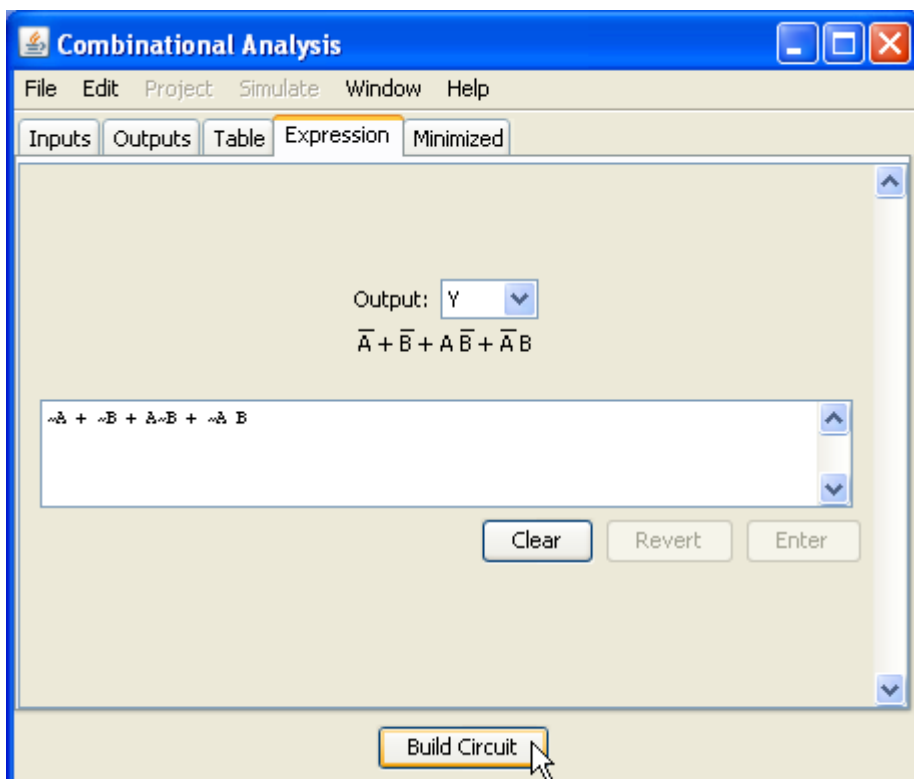 Combinational Analysis
File Edit Project Simulate Window Help
Inputs Outputs Table Expression Minimized
Output: Y
A̅ + B̅ + A B̅ + A̅ B
~A + ~B + A~B + ~A B
Clear Revert Enter
Build Circuit